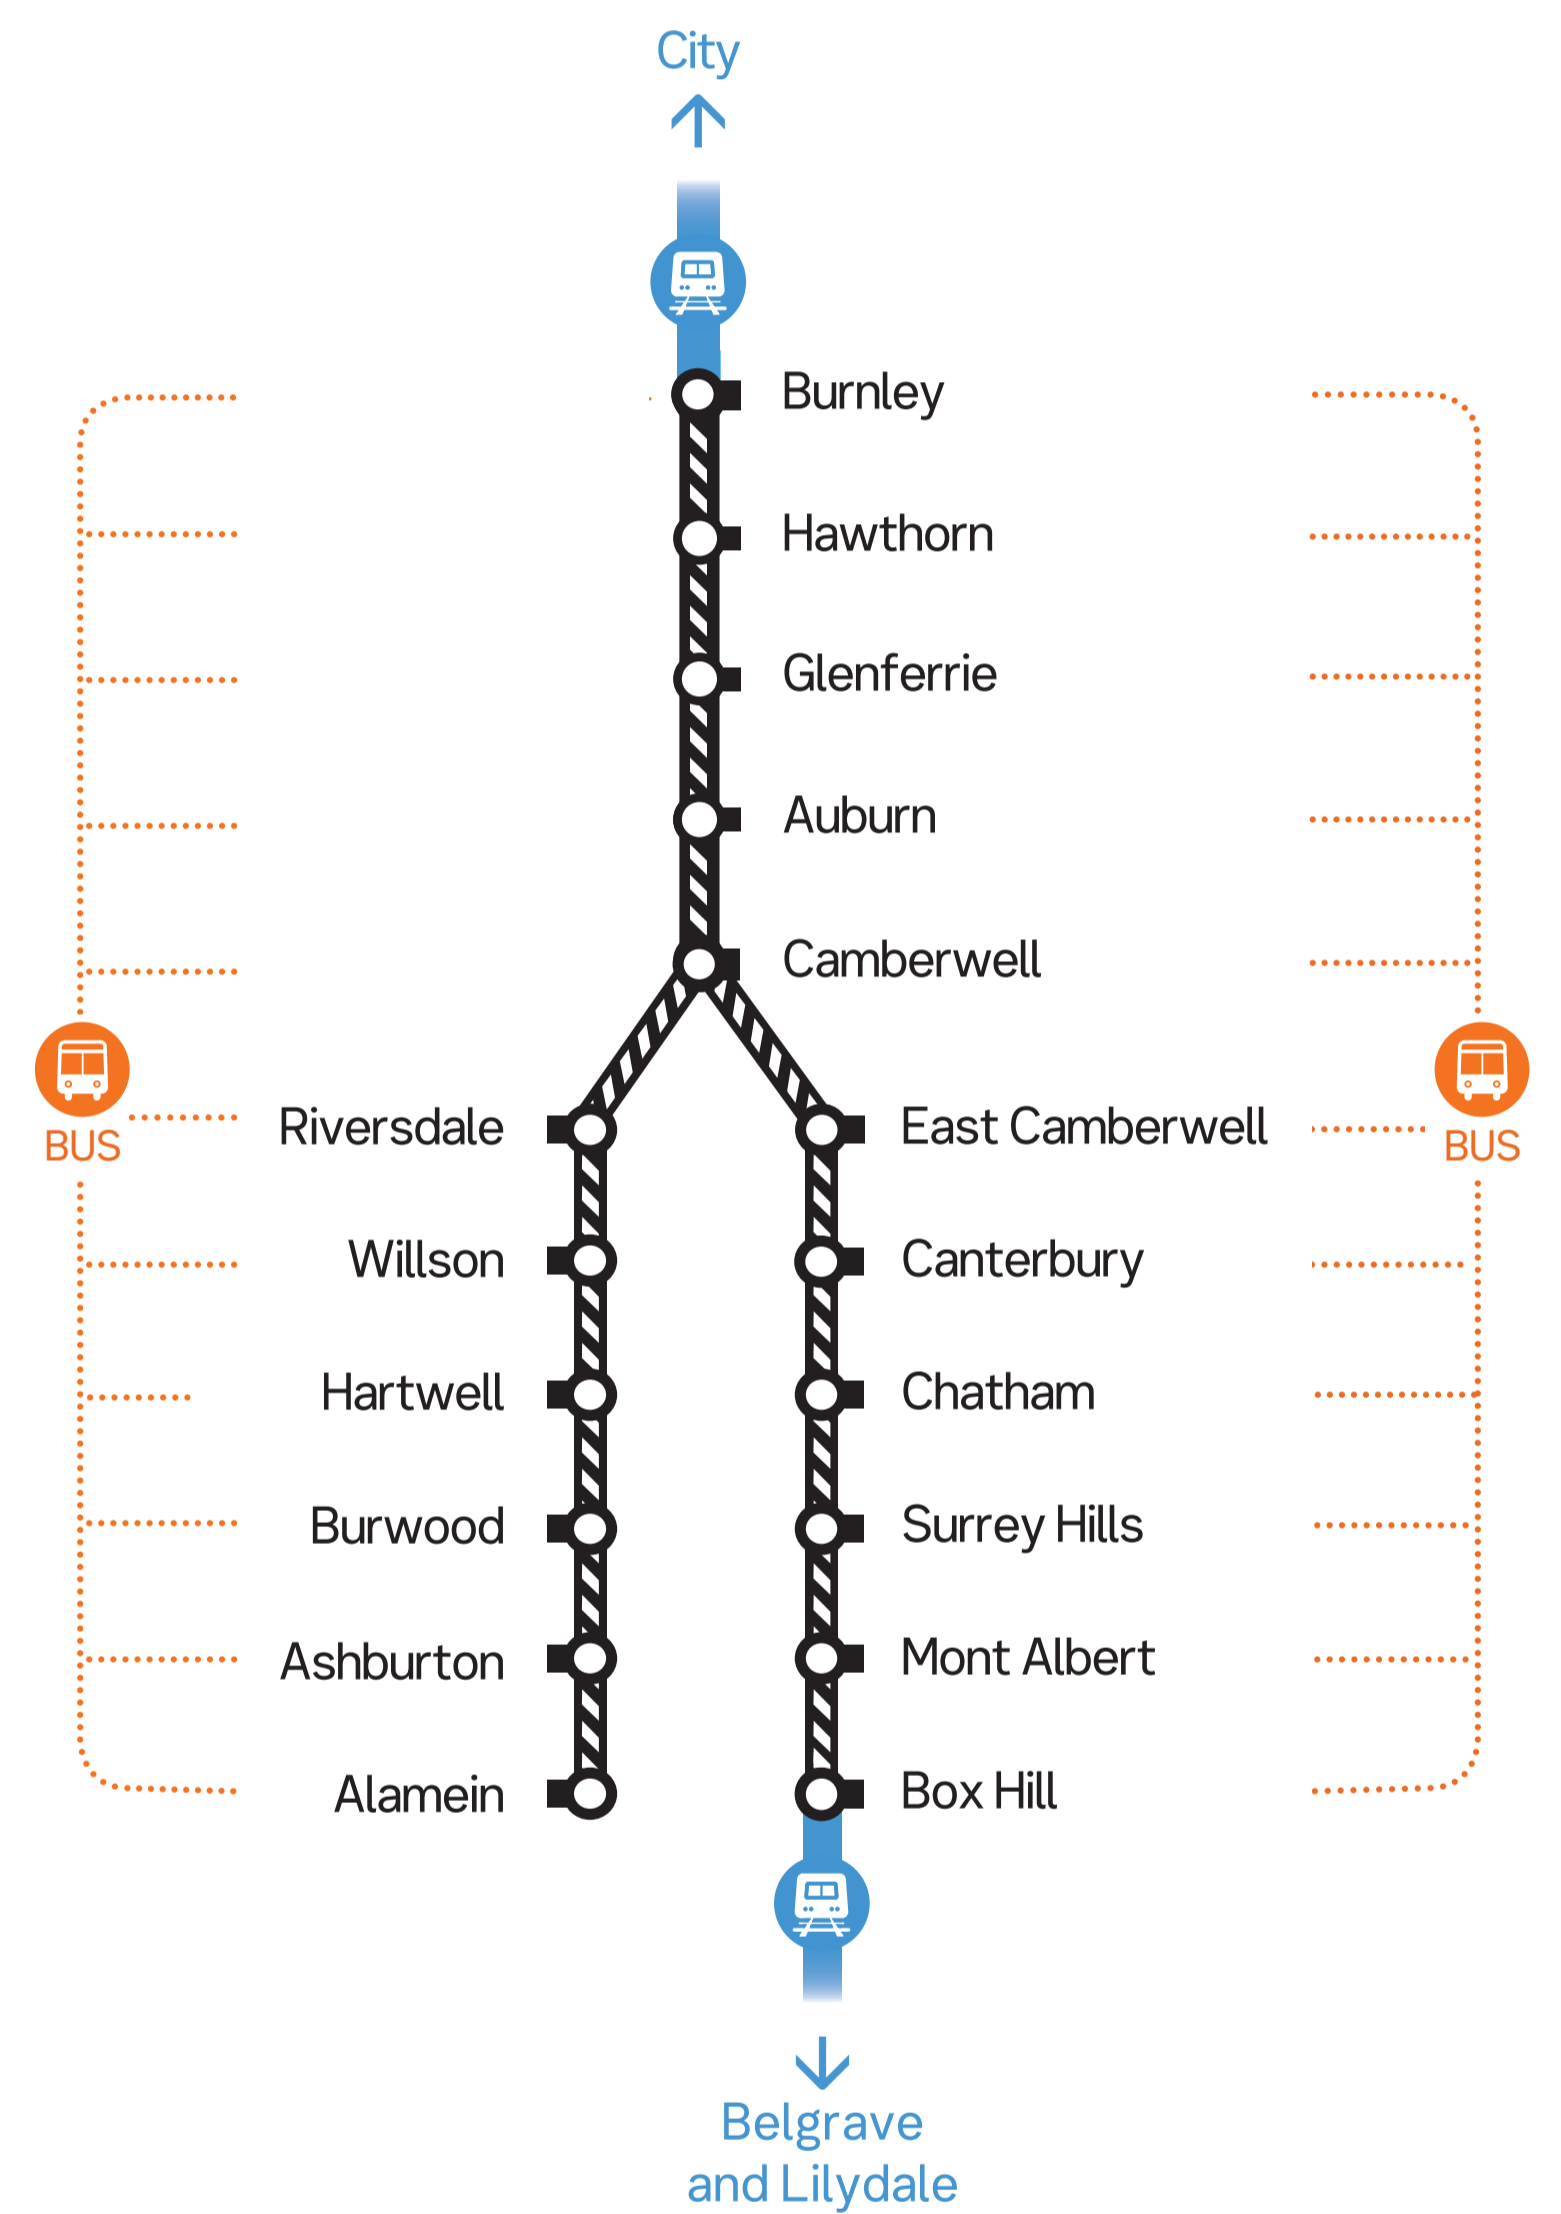 City
Burnley
Hawthorn
Glenferrie
Auburn
Camberwell
Riversdale
East Camberwell
BUS
BUS
Willson
Canterbury
Hartwell
Chatham
Burwood
Surrey Hills
Ashburton
Mont Albert
Alamein
Box Hill
Belgrave
and Lilydale